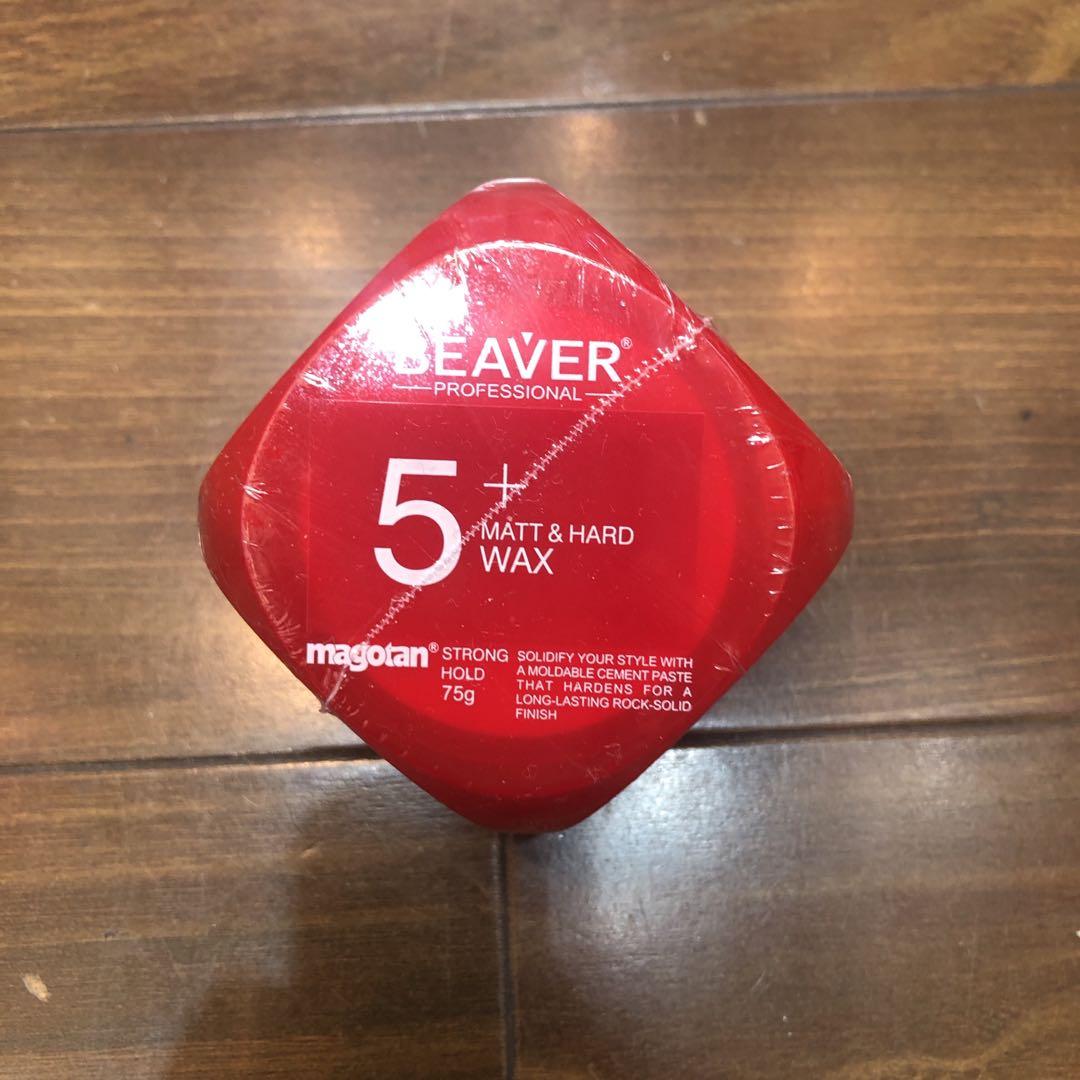 BEAVER®
PROFESSIONAL
5+
MATT & HARD
WAX
magotan®
STRONG
HOLD
75g
SOLIDIFY YOUR STYLE WITH
A MOLDABLE CEMENT PASTE
THAT HARDENS FOR A
LONG-LASTING ROCK-SOLID
FINISH